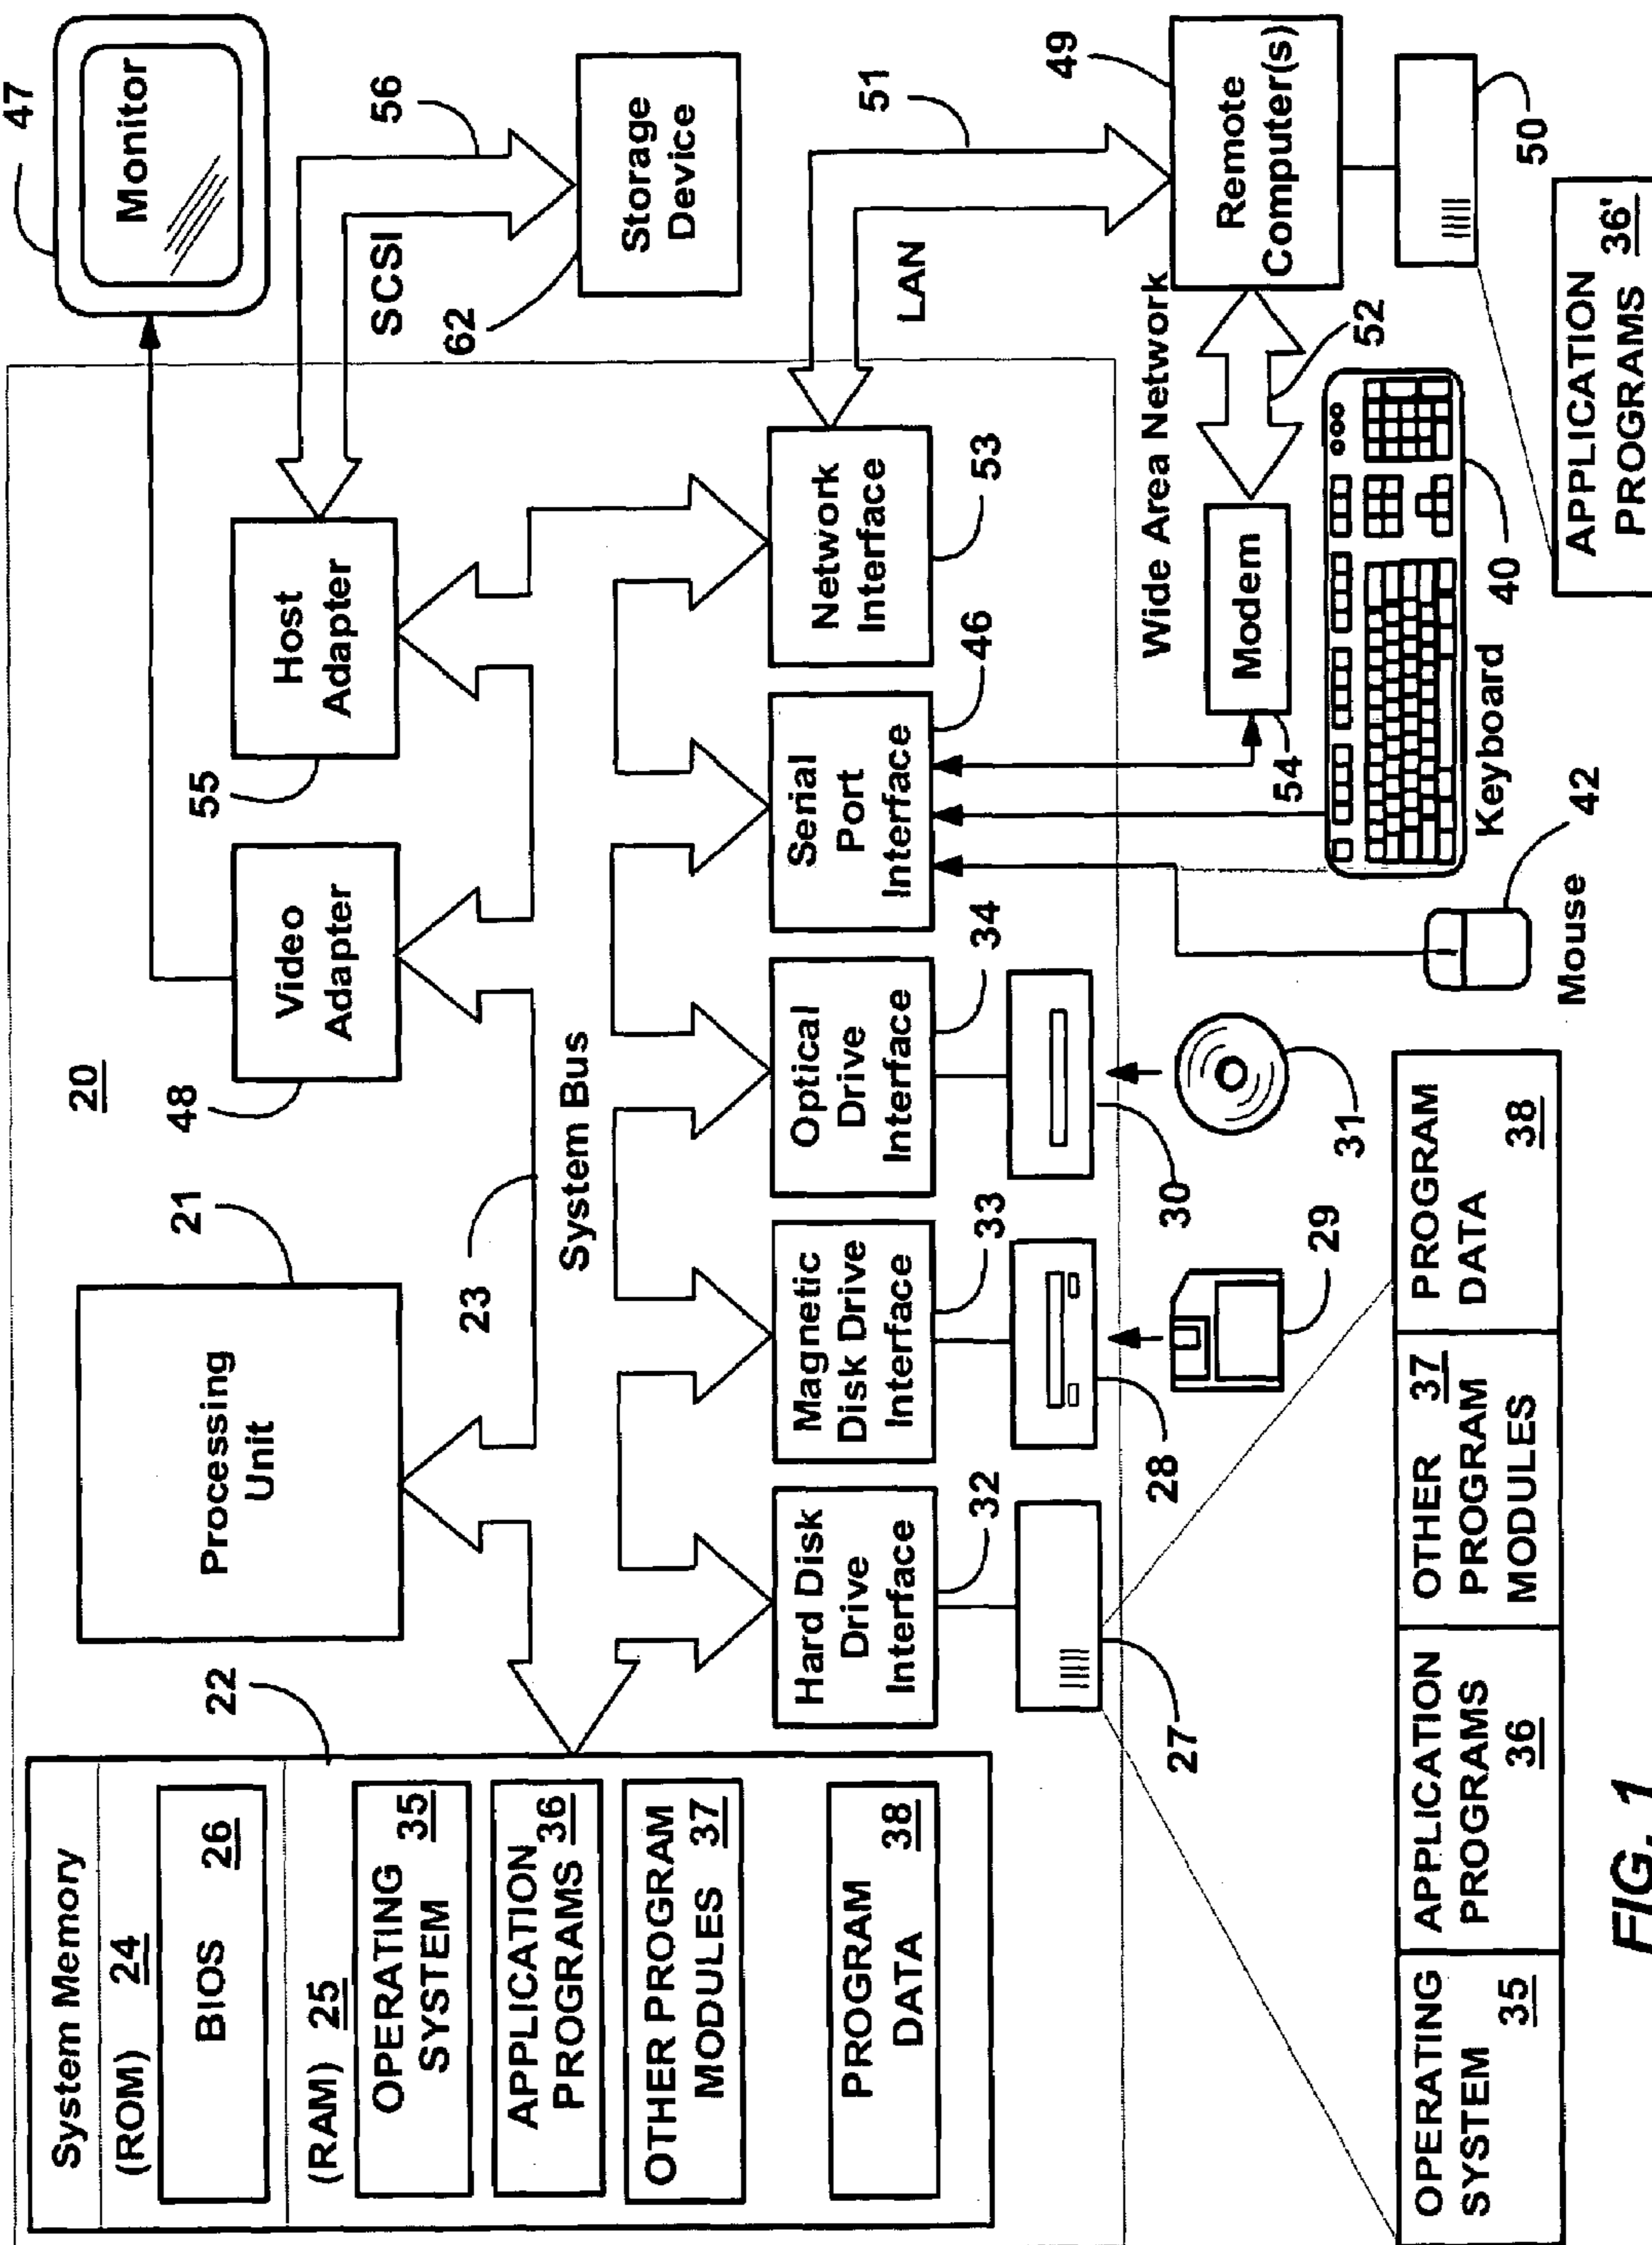 20
System Memory
(ROM) 24
BIOS 26
(RAM) 25
OPERATING
SYSTEM 35
APPLICATION
PROGRAMS 36
OTHER PROGRAM
MODULES 37
PROGRAM
DATA 38
22
Processing
Unit
21
48
Video
Adapter
55
Host
Adapter
47
Monitor
SCSI
56
62
Storage
Device
23
System Bus
Hard Disk
Drive
Interface
32
Magnetic
Disk Drive
Interface
33
Optical
Drive
Interface
34
Serial
Port
Interface
46
Network
Interface
53
LAN
51
27
28
29
30
31
54
Modem
Wide Area Network
52
49
Remote
Computer(s)
50
Keyboard
40
Mouse
42
OPERATING
SYSTEM
35
APPLICATION
PROGRAMS
36
OTHER 37
PROGRAM
MODULES
PROGRAM
DATA
38
APPLICATION
PROGRAMS 36'
FIG. 1